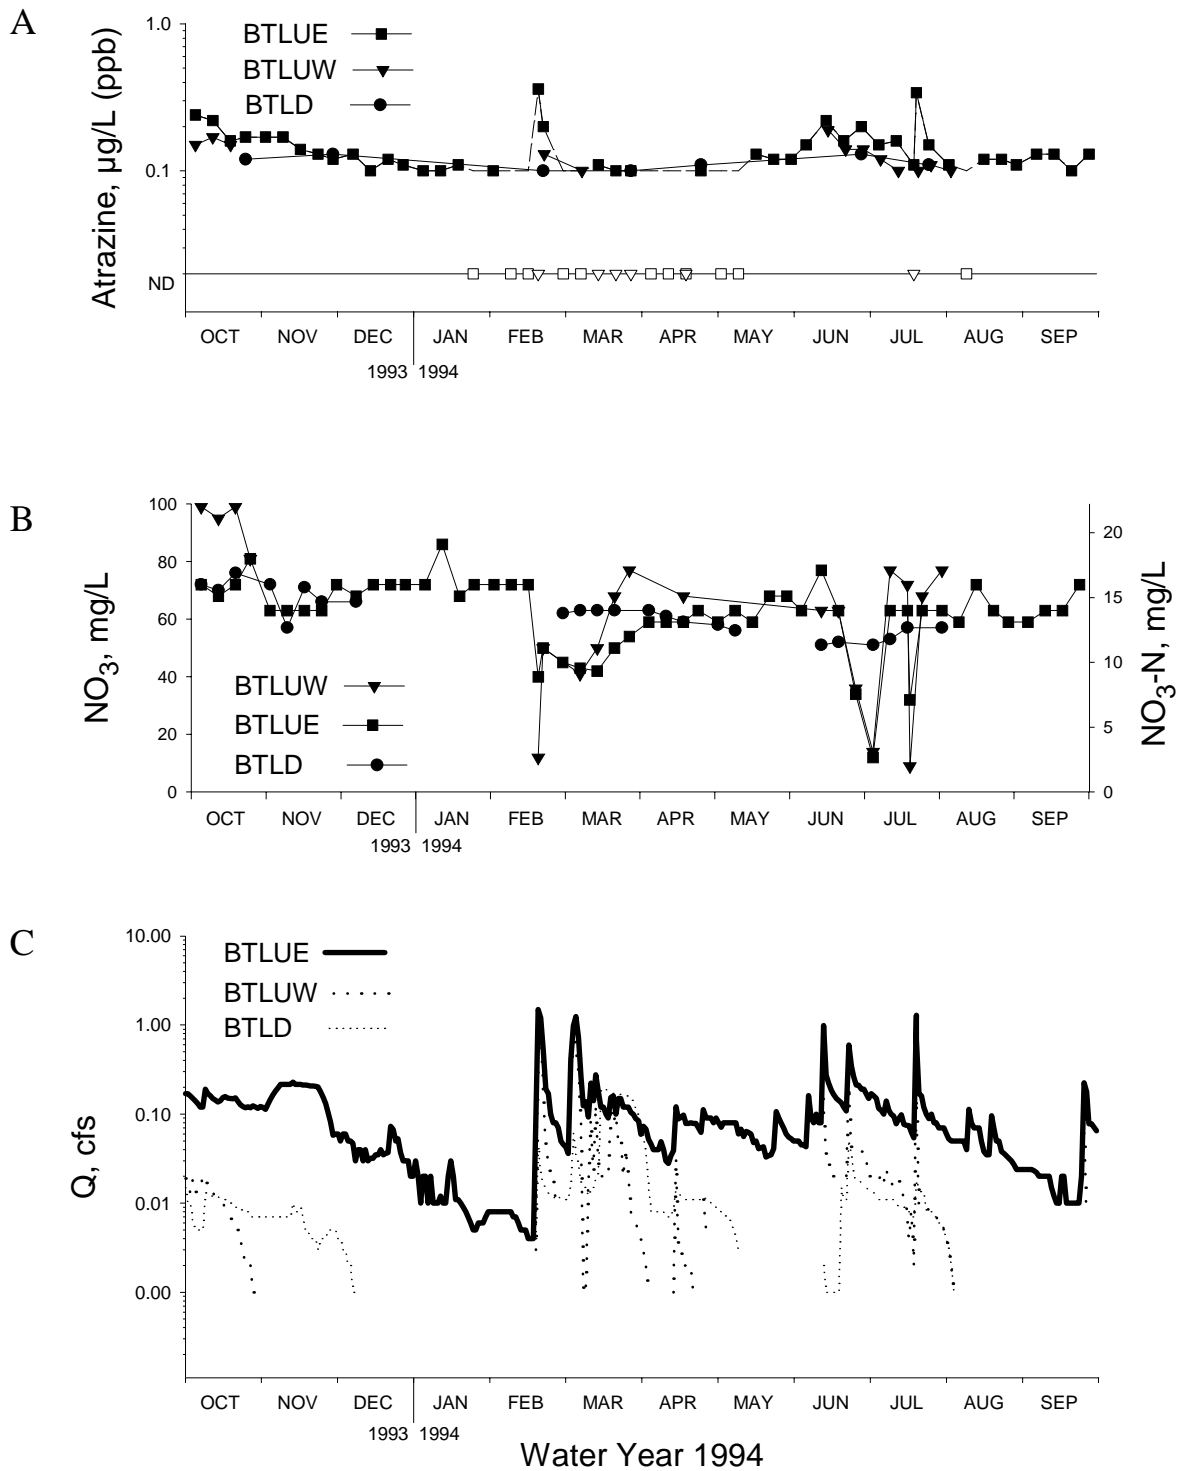 A
Atrazine, µg/L (ppb)
1.0
0.1
ND
BTLUE
BTLUW
BTLD
OCT NOV DEC JAN FEB MAR APR MAY JUN JUL AUG SEP
1993 1994
B
NO3, mg/L
100
80
60
40
20
0
BTLUW
BTLUE
BTLD
20
15
10
5
0
NO3-N, mg/L
OCT NOV DEC JAN FEB MAR APR MAY JUN JUL AUG SEP
1993 1994
C
Q, cfs
10.00
1.00
0.10
0.01
0.00
BTLUE
BTLUW
BTLD
OCT NOV DEC JAN FEB MAR APR MAY JUN JUL AUG SEP
1993 1994
Water Year 1994